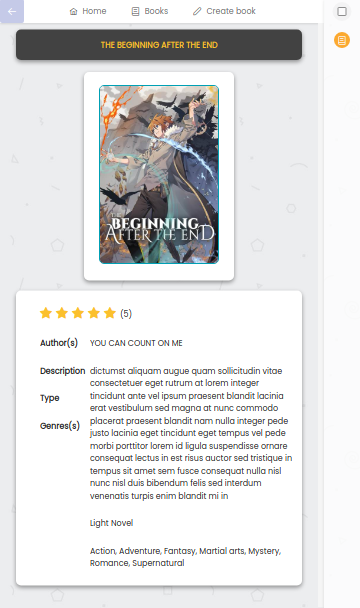 Home Books Create book
THE BEGINNING AFTER THE END
THE
BEGINNING
AFTER THE END
(5)
Author(s) YOU CAN COUNT ON ME
Description dictumst aliquam augue quam sollicitudin vitae
consectetuer eget rutrum at lorem integer
tincidunt ante vel ipsum praesent blandit lacinia
erat vestibulum sed magna at nunc commodo
placerat praesent blandit nam nulla integer pede
justo lacinia eget tincidunt eget tempus vel pede
morbi porttitor lorem id ligula suspendisse ornare
consequat lectus in est risus auctor sed tristique in
tempus sit amet sem fusce consequat nulla nisl
nunc nisl duis bibendum felis sed interdum
venenatis turpis enim blandit mi in
Type
Light Novel
Genre(s)
Action, Adventure, Fantasy, Martial arts, Mystery,
Romance, Supernatural